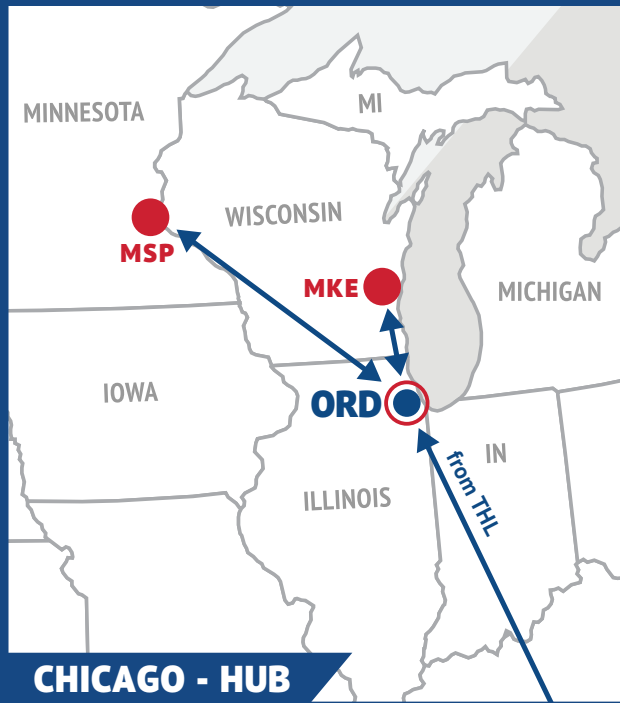 MINNESOTA
MI
WISCONSIN
MSP
MKE
MICHIGAN
IOWA
ORD
IN
from THL
ILLINOIS
CHICAGO - HUB